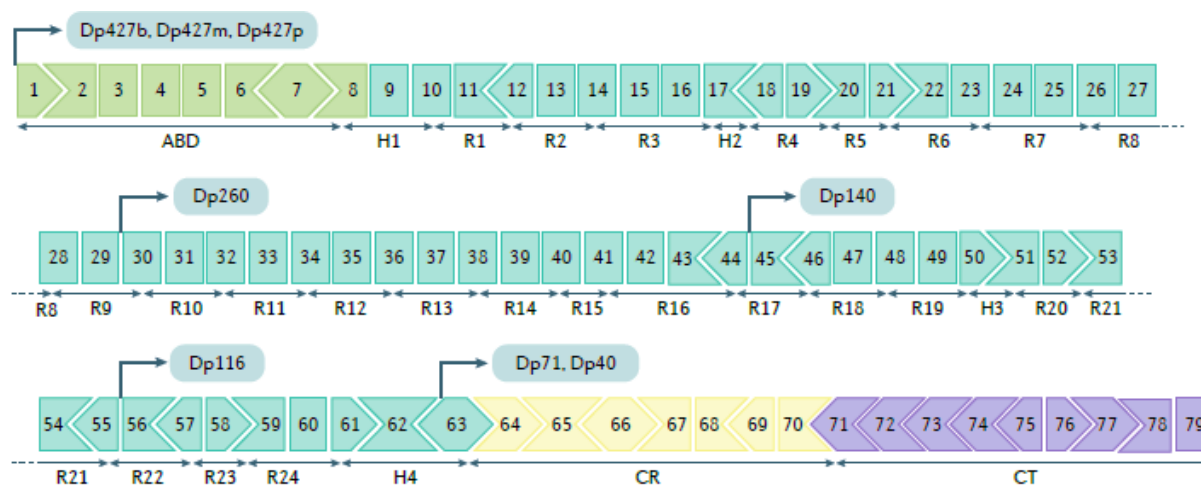 Dp427b, Dp427m, Dp427p
1 2 3 4 5 6 7 8 9 10 11 12 13 14 15 16 17 18 19 20 21 22 23 24 25 26 27
ABD H1 R1 R2 R3 H2 R4 R5 R6 R7 R8
Dp260 Dp140
28 29 30 31 32 33 34 35 36 37 38 39 40 41 42 43 44 45 46 47 48 49 50 51 52 53
R8 R9 R10 R11 R12 R13 R14 R15 R16 R17 R18 R19 H3 R20 R21
Dp116 Dp71, Dp40
54 55 56 57 58 59 60 61 62 63 64 65 66 67 68 69 70 71 72 73 74 75 76 77 78 79
R21 R22 R23 R24 H4 CR CT